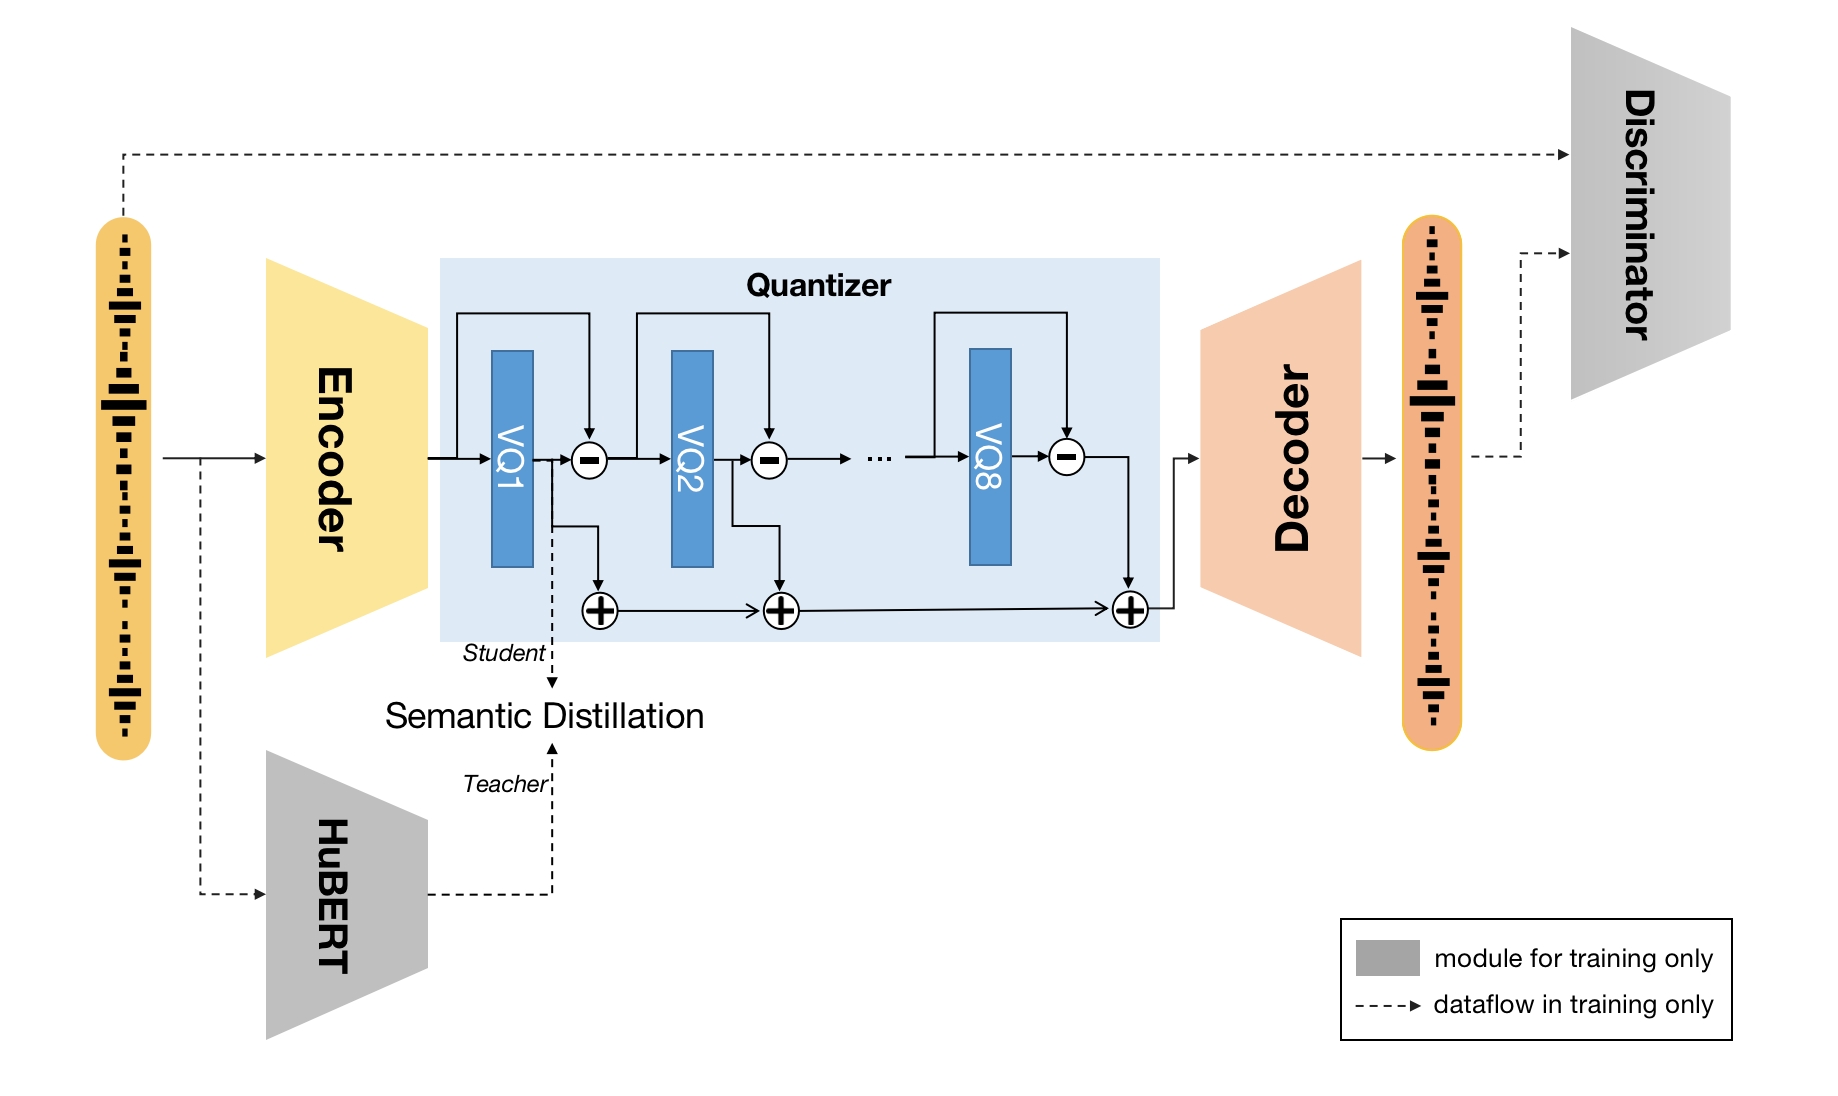 Discriminator
Quantizer
Encoder
VQ1
VQ2
...
VQ8
Decoder
Student
Semantic Distillation
Teacher
HuBERT
module for training only
dataflow in training only